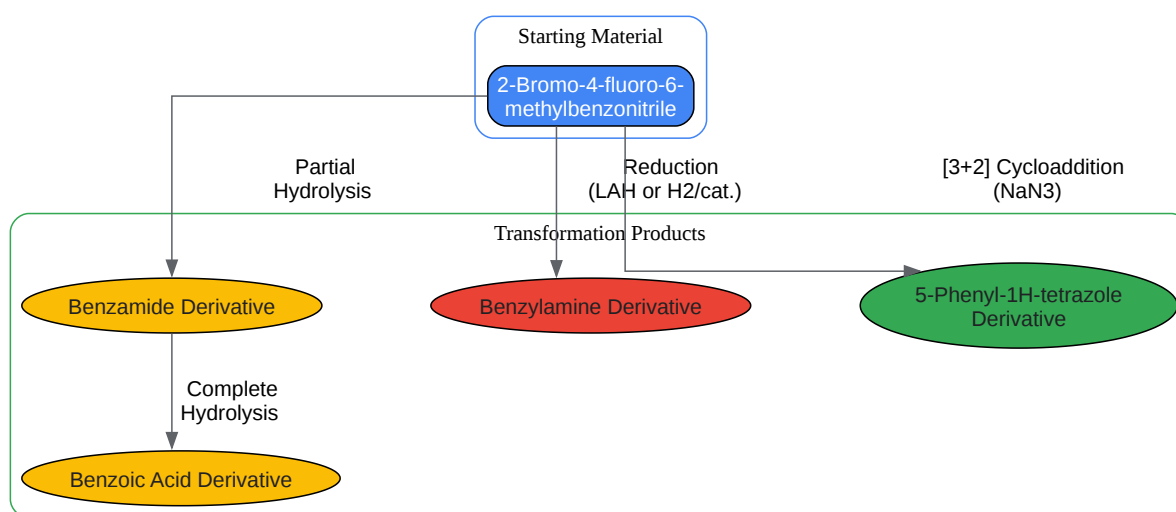 Starting Material
2-Bromo-4-fluoro-6-
methylbenzonitrile
Partial
Hydrolysis
Reduction
(LAH or H2/cat.)
[3+2] Cycloaddition
(NaN3)
Transformation Products
Benzamide Derivative
Benzylamine Derivative
5-Phenyl-1H-tetrazole
Derivative
Complete
Hydrolysis
Benzoic Acid Derivative